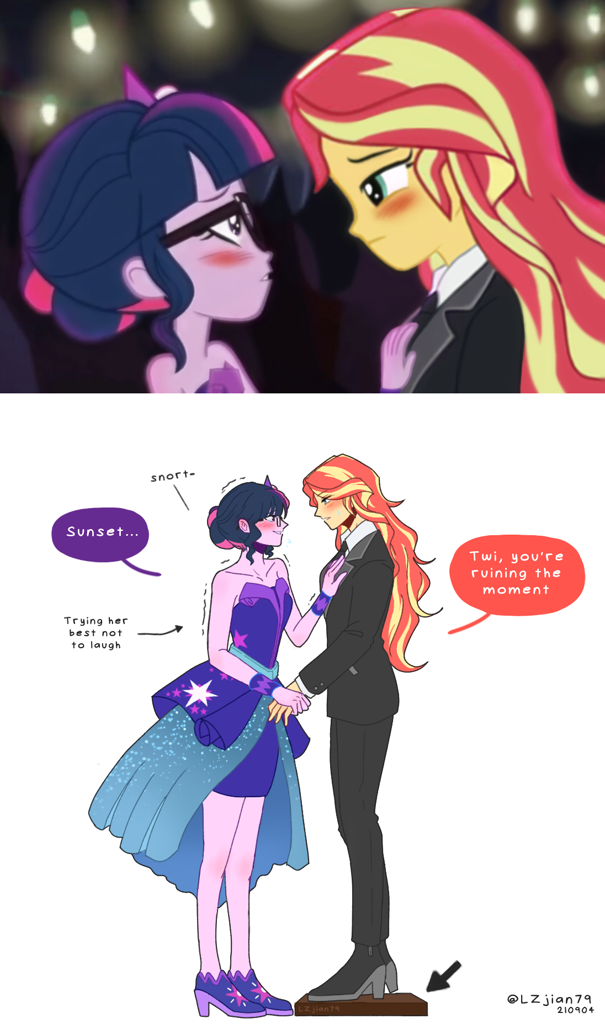 snort-
Sunset...
Twi, you're
ruining the
moment
Trying her
best not
to laugh
LZjian79
@LZjian79
210904